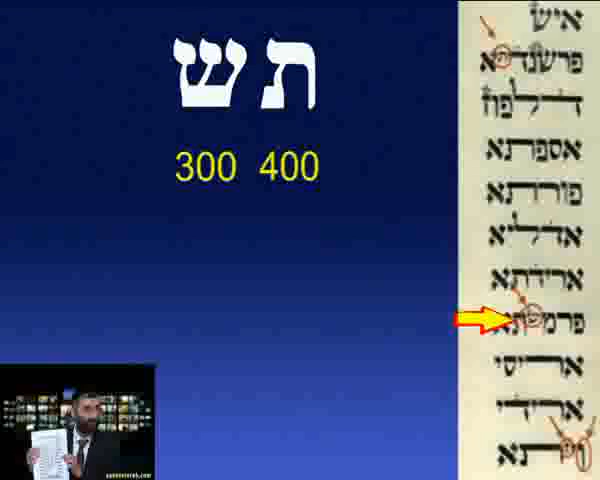 ת ש
300 400
איש
פרשנדתא
דלפון
אספתא
פורתא
אדליא
ארידתא
פרמשתא
אריסי
ארידי
ויזתא